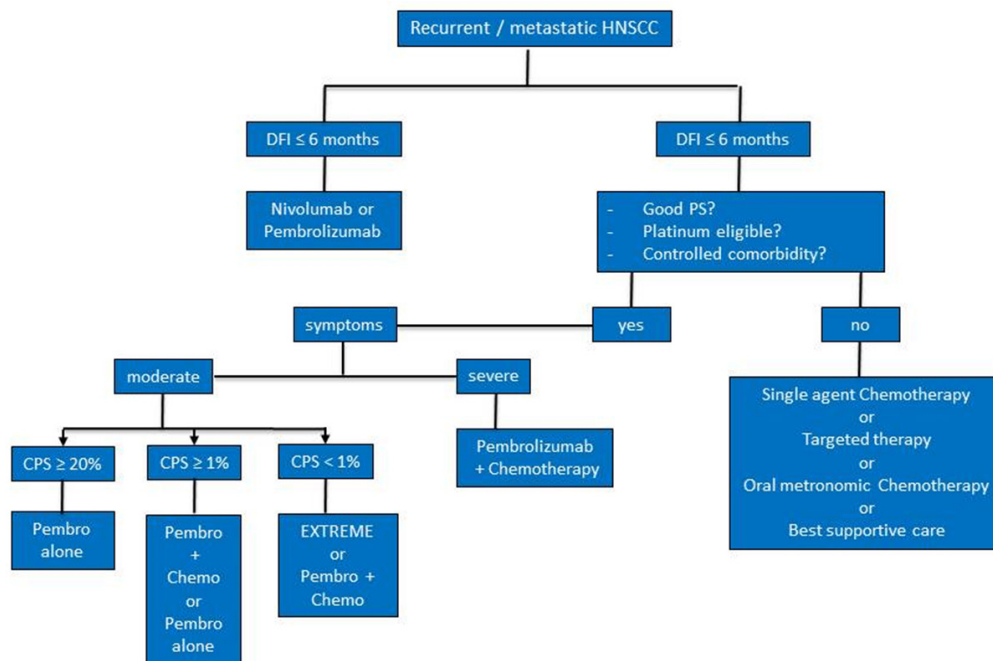 Recurrent / metastatic HNSCC
DFI ≤ 6 months
DFI ≤ 6 months
Nivolumab or
Pembrolizumab
- Good PS?
- Platinum eligible?
- Controlled comorbidity?
symptoms
yes
no
moderate
severe
Single agent Chemotherapy
or
Targeted therapy
or
Oral metronomic Chemotherapy
or
Best supportive care
Pembrolizumab
+ Chemotherapy
CPS ≥ 20%
CPS ≥ 1%
CPS < 1%
Pembro
alone
Pembro
+
Chemo
or
Pembro
alone
EXTREME
or
Pembro +
Chemo